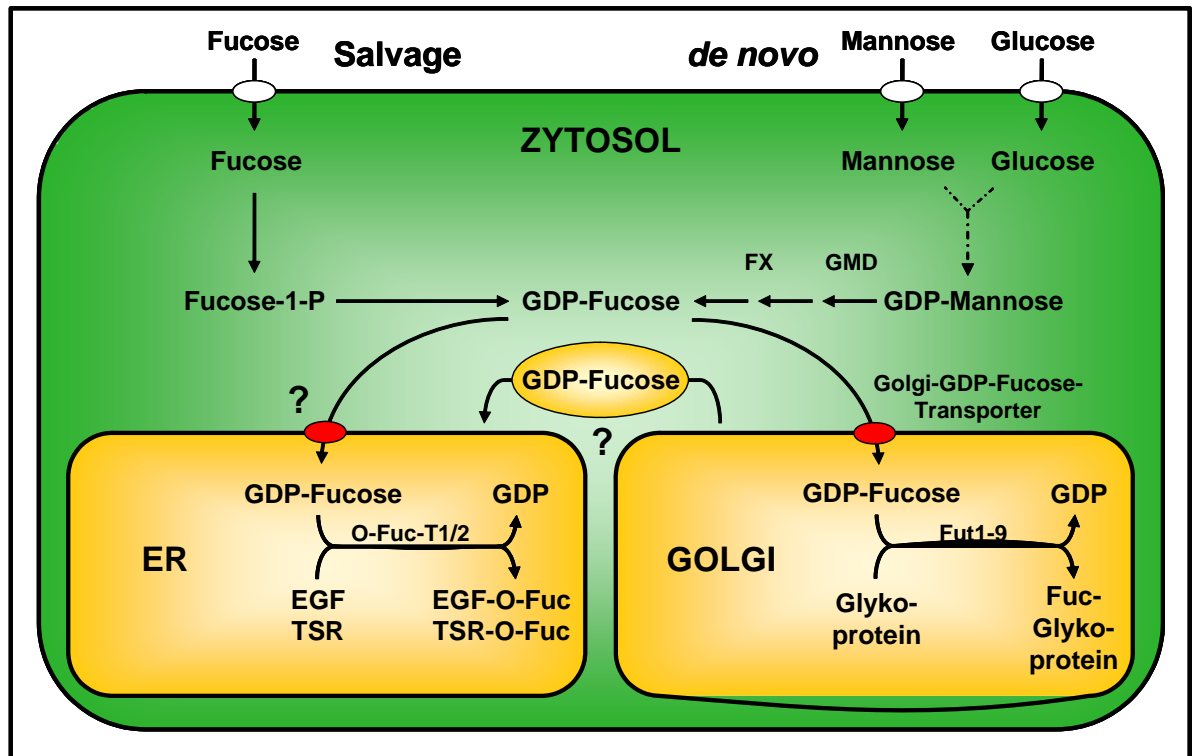 Fucose
Salvage
de novo
Mannose
Glucose
ZYTOSOL
Fucose
Mannose
Glucose
FX
GMD
Fucose-1-P
GDP-Fucose
GDP-Mannose
GDP-Fucose
?
Golgi-GDP-Fucose-
Transporter
?
GDP-Fucose
GDP
O-Fuc-T1/2
ER
EGF
TSR
EGF-O-Fuc
TSR-O-Fuc
GDP-Fucose
GDP
Fut1-9
GOLGI
Glyko-
protein
Fuc-
Glyko-
protein